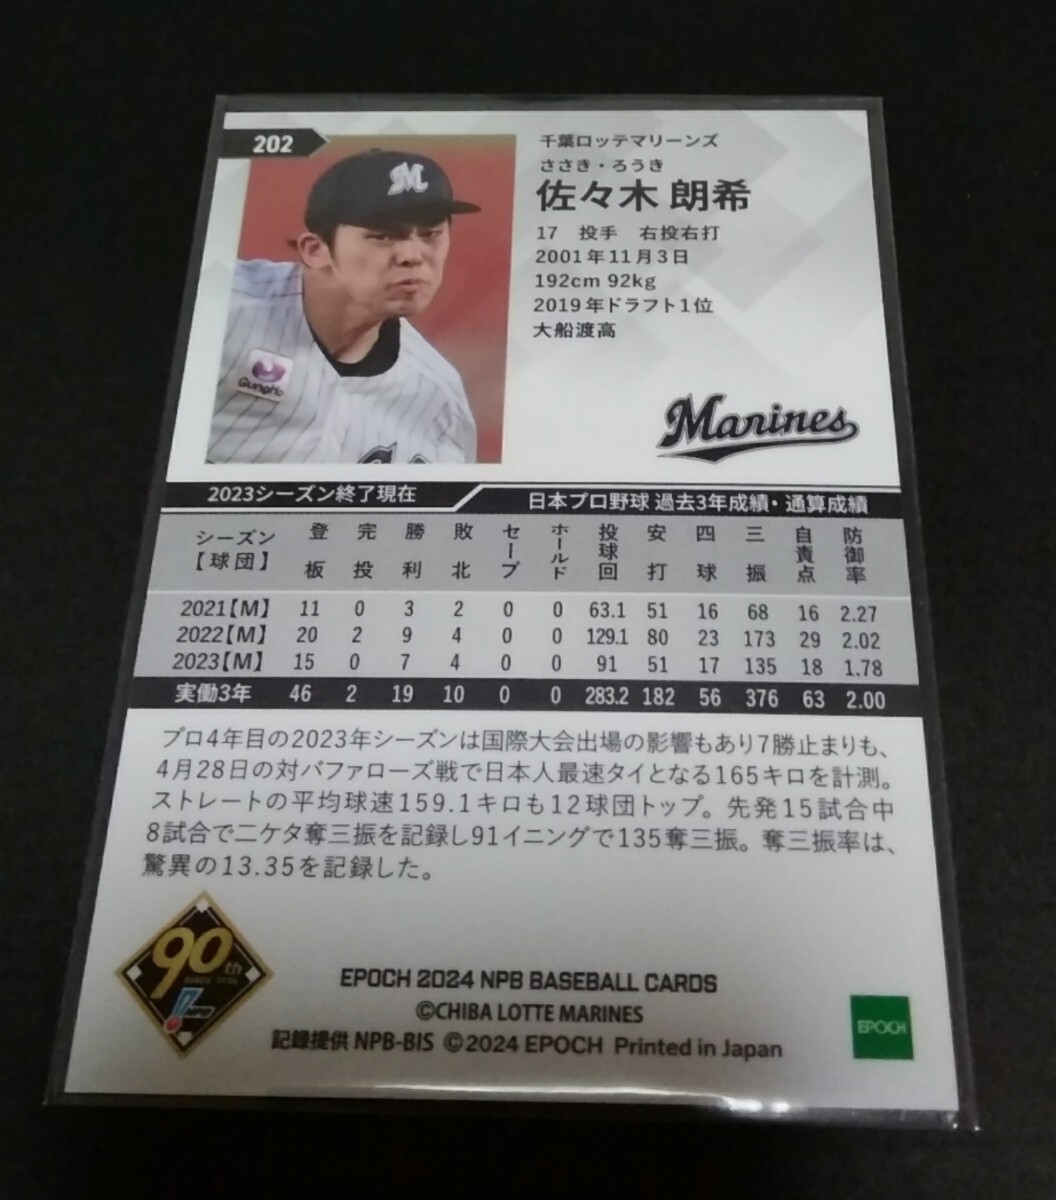 202
千葉ロッテマリーンズ
ささき・ろうき
佐々木 朗希
17 投手 右投右打
2001年11月3日
192cm 92kg
2019年ドラフト1位
大船渡高
M
GungHo
Marines
2023シーズン終了現在 日本プロ野球 過去3年成績・通算成績
シーズン【球団】 登板 完投 勝利 敗北 セーブ ホールド 投球回 安打 四球 三振 自責点 防御率
2021【M】 11 0 3 2 0 0 63.1 51 16 68 16 2.27
2022【M】 20 2 9 4 0 0 129.1 80 23 173 29 2.02
2023【M】 15 0 7 4 0 0 91 51 17 135 18 1.78
実働3年 46 2 19 10 0 0 283.2 182 56 376 63 2.00
プロ4年目の2023年シーズンは国際大会出場の影響もあり7勝止まりも、
4月28日の対バファローズ戦で日本人最速タイとなる165キロを計測。
ストレートの平均球速159.1キロも12球団トップ。先発15試合中
8試合で二ケタ奪三振を記録し91イニングで135奪三振。奪三振率は、
驚異の13.35を記録した。
90th
SINCE 1934
NPB
EPOCH 2024 NPB BASEBALL CARDS
©CHIBA LOTTE MARINES
記録提供 NPB-BIS ©2024 EPOCH Printed in Japan
EPOCH